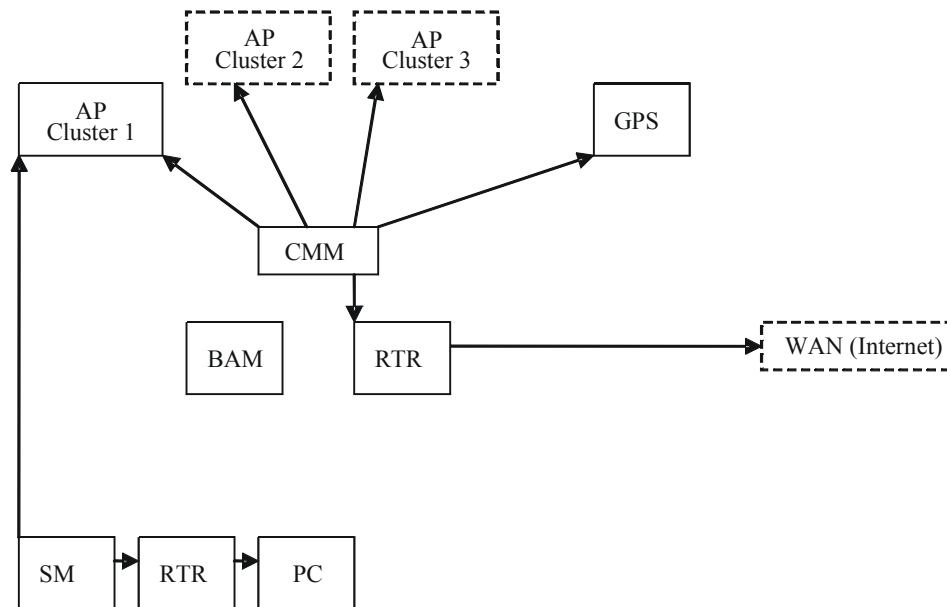 AP
Cluster 2
AP
Cluster 3
AP
Cluster 1
GPS
CMM
BAM
RTR
WAN (Internet)
SM
RTR
PC